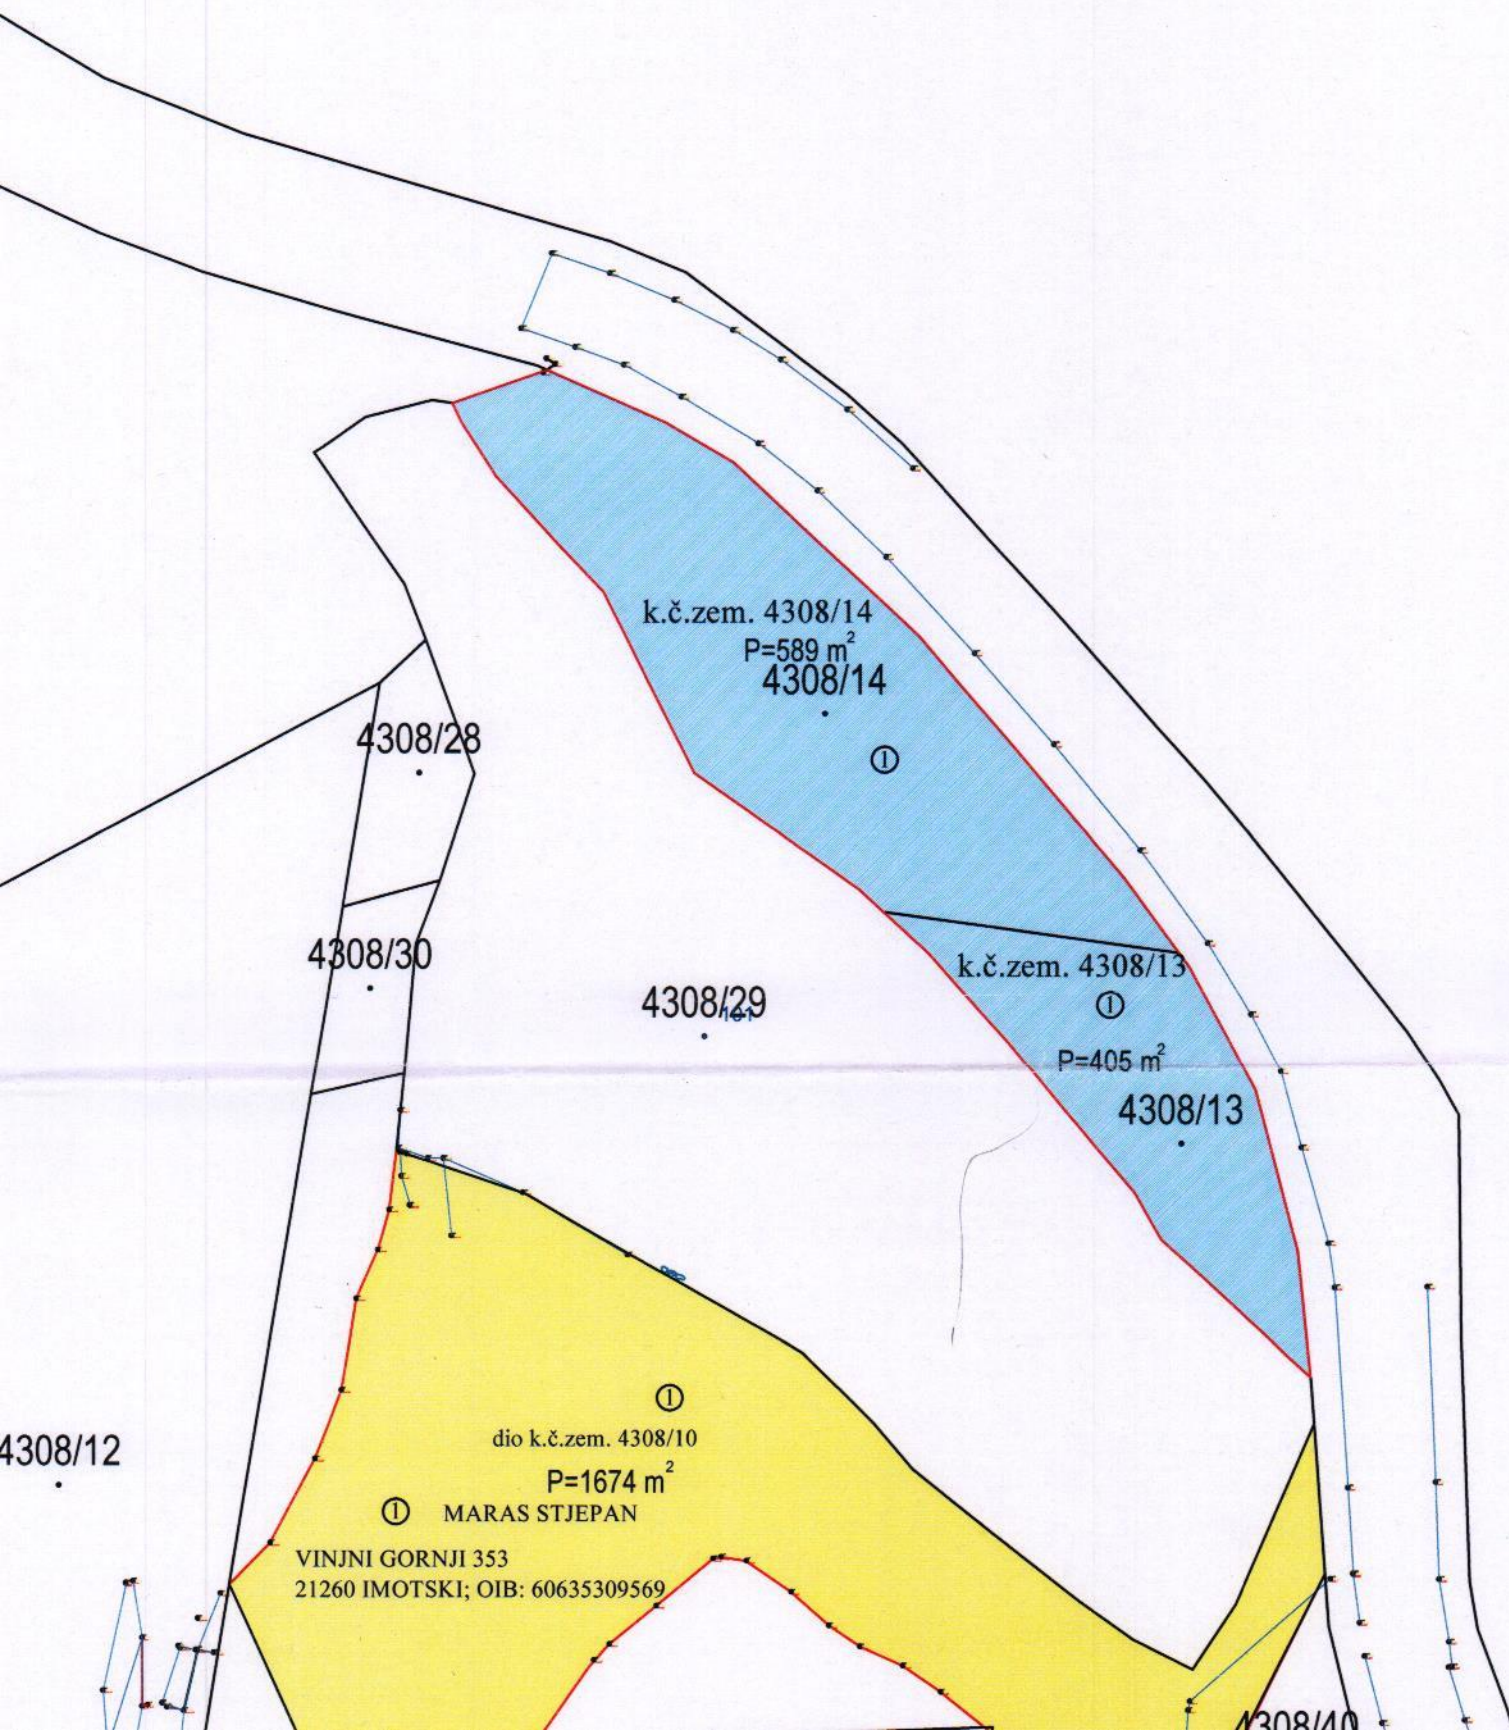 k.č.zem. 4308/14
P=589 m²
4308/14
①
4308/28
4308/30
k.č.zem. 4308/13
①
4308/29
P=405 m²
4308/13
①
dio k.č.zem. 4308/10
4308/12
P=1674 m²
① MARAS STJEPAN
VINJNI GORNJI 353
21260 IMOTSKI; OIB: 60635309569
4308/40